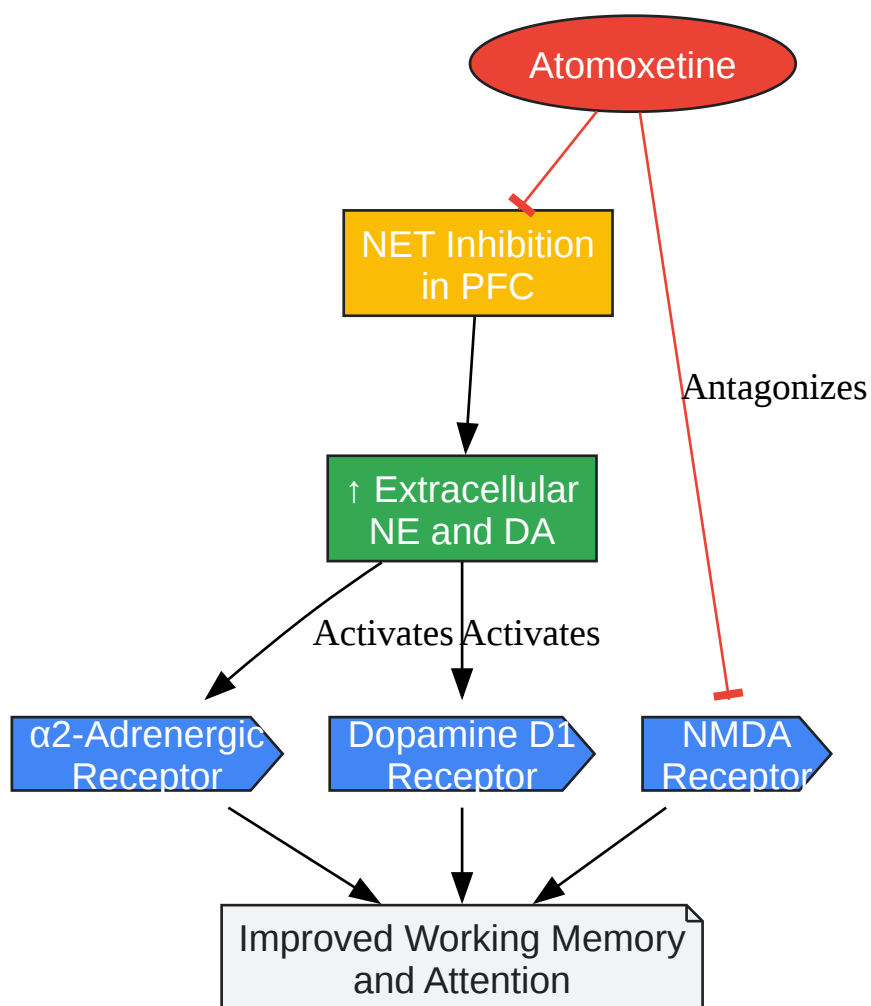 Atomoxetine
NET Inhibition
in PFC
Antagonizes
↑ Extracellular
NE and DA
Activates
Activates
α2-Adrenergic
Receptor
Dopamine D1
Receptor
NMDA
Receptor
Improved Working Memory
and Attention